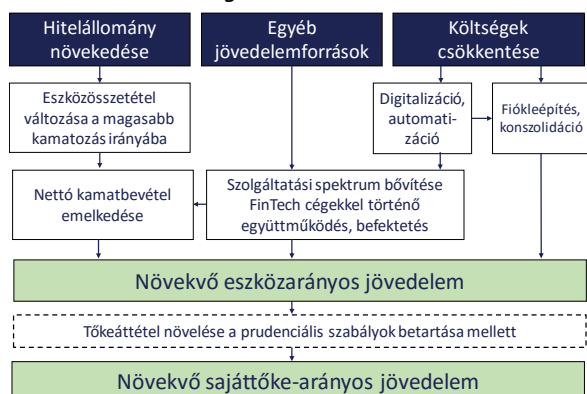 Hitelállomány
növekedése
Egyéb
jövedelemforrások
Költségek
csökkentése
Eszközösszetétel
változása a magasabb
kamatozás irányába
Digitalizáció,
automati-
záció
Fiókleépítés,
konszolidáció
Nettó kamatbevétel
emelkedése
Szolgáltatási spektrum bővítése
FinTech cégekkel történő
együttműködés, befektetés
Növekvő eszközarányos jövedelem
Tőkeáttétel növelése a prudenciális szabályok betartása mellett
Növekvő sajáttőke-arányos jövedelem